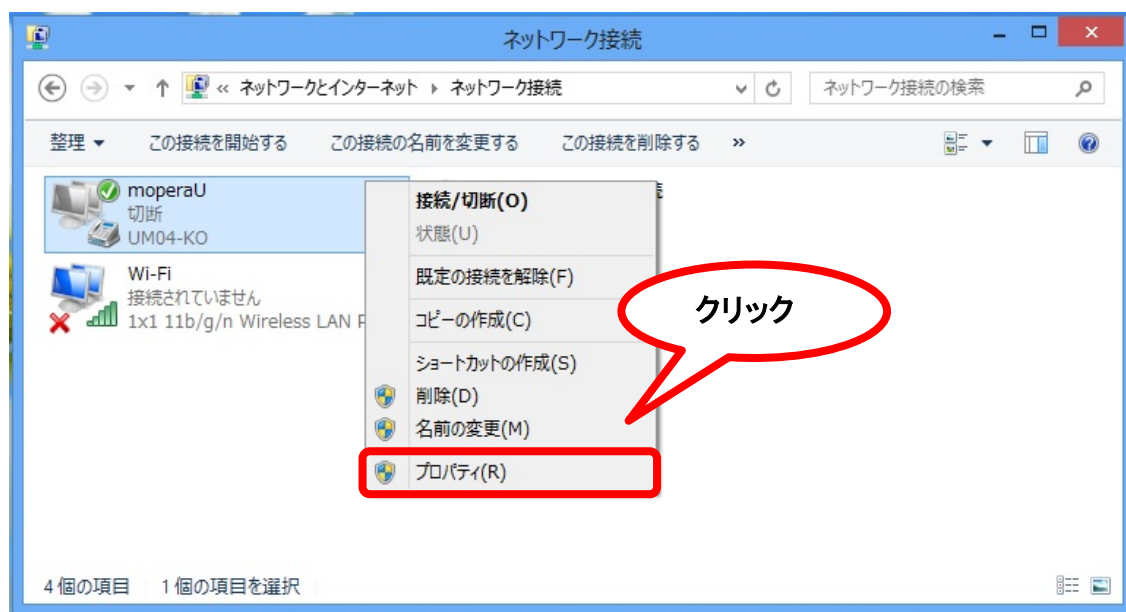 ネットワーク接続
« ネットワークとインターネット ▸ ネットワーク接続
ネットワーク接続の検索
整理 この接続を開始する この接続の名前を変更する この接続を削除する »
moperaU
切断
UM04-KO
Wi-Fi
接続されていません
1x1 11b/g/n Wireless LAN
接続/切断(O)
状態(U)
既定の接続を解除(F)
コピーの作成(C)
ショートカットの作成(S)
削除(D)
名前の変更(M)
プロパティ(R)
クリック
4 個の項目 1 個の項目を選択